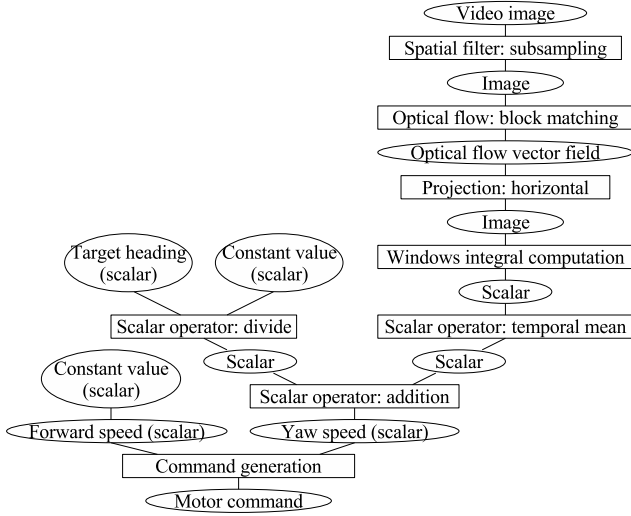 Video image
Spatial filter: subsampling
Image
Optical flow: block matching
Optical flow vector field
Projection: horizontal
Image
Target heading
(scalar)
Constant value
(scalar)
Windows integral computation
Scalar
Scalar operator: divide
Scalar operator: temporal mean
Scalar
Scalar
Constant value
(scalar)
Scalar operator: addition
Forward speed (scalar)
Yaw speed (scalar)
Command generation
Motor command